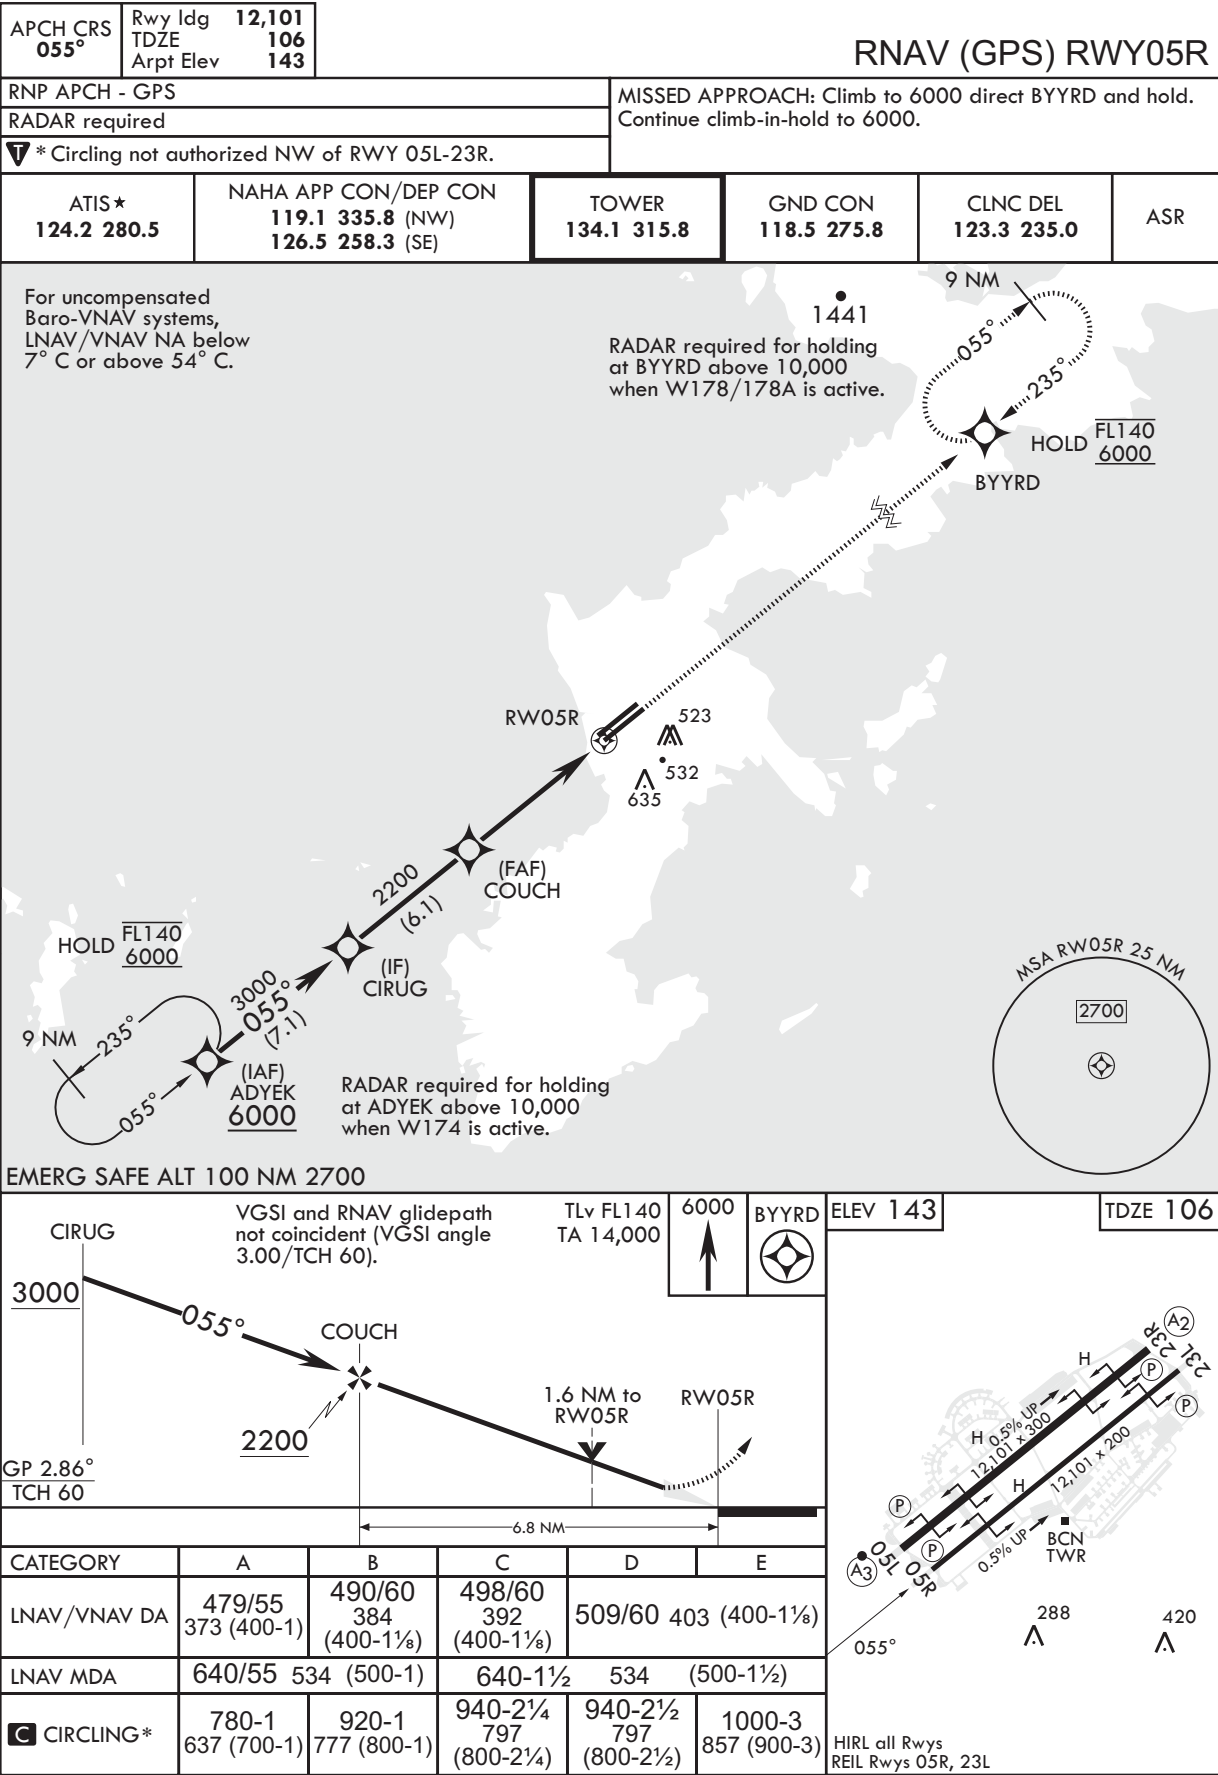 APCH CRS
055°
Rwy ldg 12,101
TDZE 106
Arpt Elev 143
RNAV (GPS) RWY05R
RNP APCH - GPS
RADAR required
T * Circling not authorized NW of RWY 05L-23R.
MISSED APPROACH: Climb to 6000 direct BYYRD and hold.
Continue climb-in-hold to 6000.
ATIS★
124.2 280.5
NAHA APP CON/DEP CON
119.1 335.8 (NW)
126.5 258.3 (SE)
TOWER
134.1 315.8
GND CON
118.5 275.8
CLNC DEL
123.3 235.0
ASR
For uncompensated
Baro-VNAV systems,
LNAV/VNAV NA below
7° C or above 54° C.
1441
RADAR required for holding
at BYYRD above 10,000
when W178/178A is active.
9 NM
055°
235°
HOLD FL140
6000
BYYRD
RW05R
523
532
635
(FAF)
COUCH
2200
(6.1)
HOLD FL140
6000
(IF)
CIRUG
3000
055°
(7.1)
9 NM
235°
055°
(IAF)
ADYEK
6000
RADAR required for holding
at ADYEK above 10,000
when W174 is active.
MSA RW05R 25 NM
2700
EMERG SAFE ALT 100 NM 2700
CIRUG
3000
055°
VGSI and RNAV glidepath
not coincident (VGSI angle
3.00/TCH 60).
TLv FL140
TA 14,000
6000
BYYRD
COUCH
2200
1.6 NM to
RW05R
RW05R
GP 2.86°
TCH 60
6.8 NM
ELEV 143
TDZE 106
A2
23R
23L
P
P
H
0.5% UP
12,101 x 300
H
H
12,101 x 200
P
P
0.5% UP
BCN
TWR
A3
05L
05R
055°
288
420
HIRL all Rwys
REIL Rwys 05R, 23L
CATEGORY A B C D E
LNAV/VNAV DA
479/55
373 (400-1)
490/60
384
(400-1⅛)
498/60
392
(400-1⅛)
509/60 403 (400-1⅛)
LNAV MDA
640/55 534 (500-1)
640-1½ 534 (500-1½)
C CIRCLING*
780-1
637 (700-1)
920-1
777 (800-1)
940-2¼
797
(800-2¼)
940-2½
797
(800-2½)
1000-3
857 (900-3)